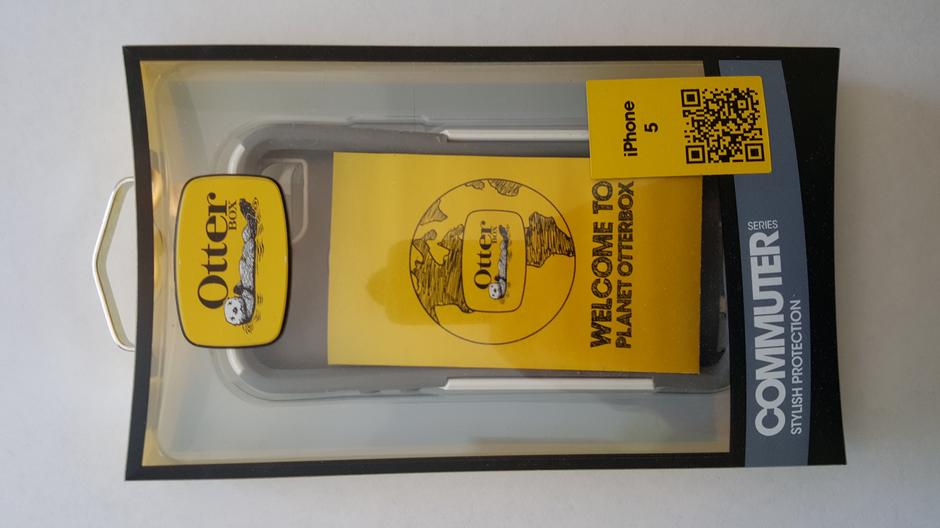 Otter
BOX
iPhone
5
Otter
BOX
WELCOME TO
PLANET OTTERBOX
COMMUTER SERIES
STYLISH PROTECTION